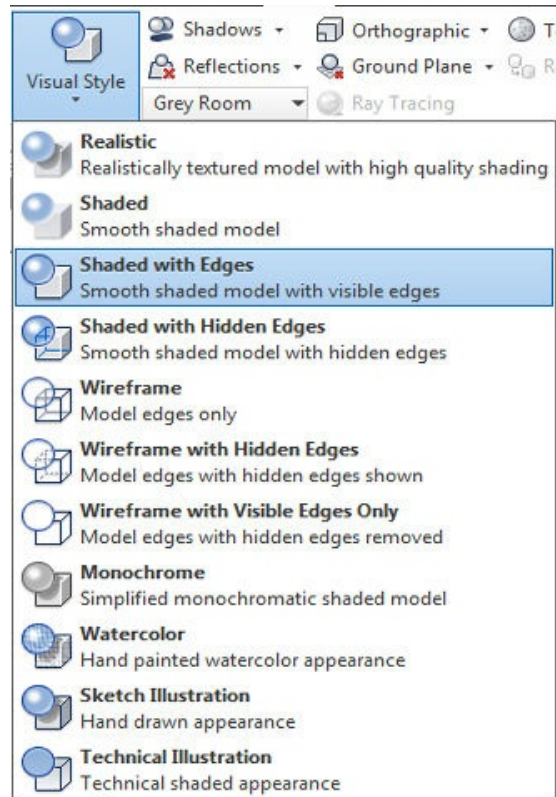 Visual Style
Shadows
Orthographic
Reflections
Ground Plane
Grey Room
Ray Tracing
Realistic
Realistically textured model with high quality shading
Shaded
Smooth shaded model
Shaded with Edges
Smooth shaded model with visible edges
Shaded with Hidden Edges
Smooth shaded model with hidden edges
Wireframe
Model edges only
Wireframe with Hidden Edges
Model edges with hidden edges shown
Wireframe with Visible Edges Only
Model edges with hidden edges removed
Monochrome
Simplified monochromatic shaded model
Watercolor
Hand painted watercolor appearance
Sketch Illustration
Hand drawn appearance
Technical Illustration
Technical shaded appearance